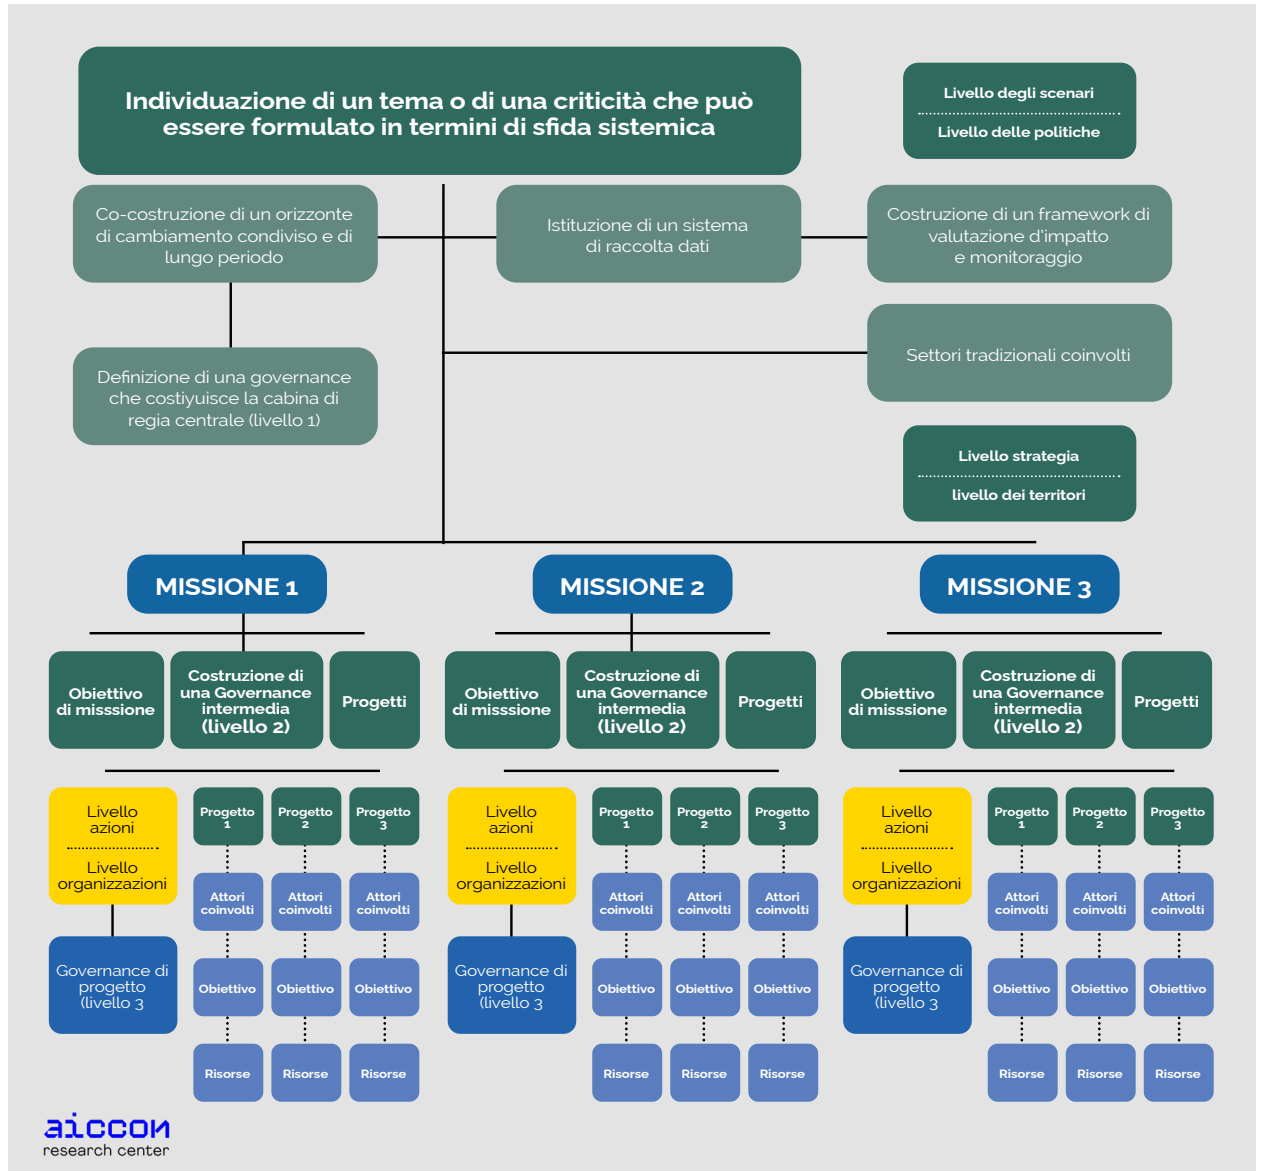 Individuazione di un tema o di una criticità che può
essere formulato in termini di sfida sistemica
Livello degli scenari
Livello delle politiche
Co-costruzione di un orizzonte
di cambiamento condiviso e di
lungo periodo
Istituzione di un sistema
di raccolta dati
Costruzione di un framework di
valutazione d'impatto
e monitoraggio
Settori tradizionali coinvolti
Definizione di una governance
che costiyuisce la cabina di
regia centrale (livello 1)
Livello strategia
livello dei territori
MISSIONE 1
MISSIONE 2
MISSIONE 3
Obiettivo
di misssione
Costruzione di
una Governance
intermedia
(livello 2)
Progetti
Obiettivo
di misssione
Costruzione di
una Governance
intermedia
(livello 2)
Progetti
Obiettivo
di misssione
Costruzione di
una Governance
intermedia
(livello 2)
Progetti
Livello
azioni
Livello
organizzazioni
Governance di
progetto
(livello 3
Progetto
1
Progetto
2
Progetto
3
Attori
coinvolti
Attori
coinvolti
Attori
coinvolti
Obiettivo
Obiettivo
Obiettivo
Risorse
Risorse
Risorse
Livello
azioni
Livello
organizzazioni
Governance di
progetto
(livello 3
Progetto
1
Progetto
2
Progetto
3
Attori
coinvolti
Attori
coinvolti
Attori
coinvolti
Obiettivo
Obiettivo
Obiettivo
Risorse
Risorse
Risorse
Livello
azioni
Livello
organizzazioni
Governance di
progetto
(livello 3
Progetto
1
Progetto
2
Progetto
3
Attori
coinvolti
Attori
coinvolti
Attori
coinvolti
Obiettivo
Obiettivo
Obiettivo
Risorse
Risorse
Risorse
aiccon
research center